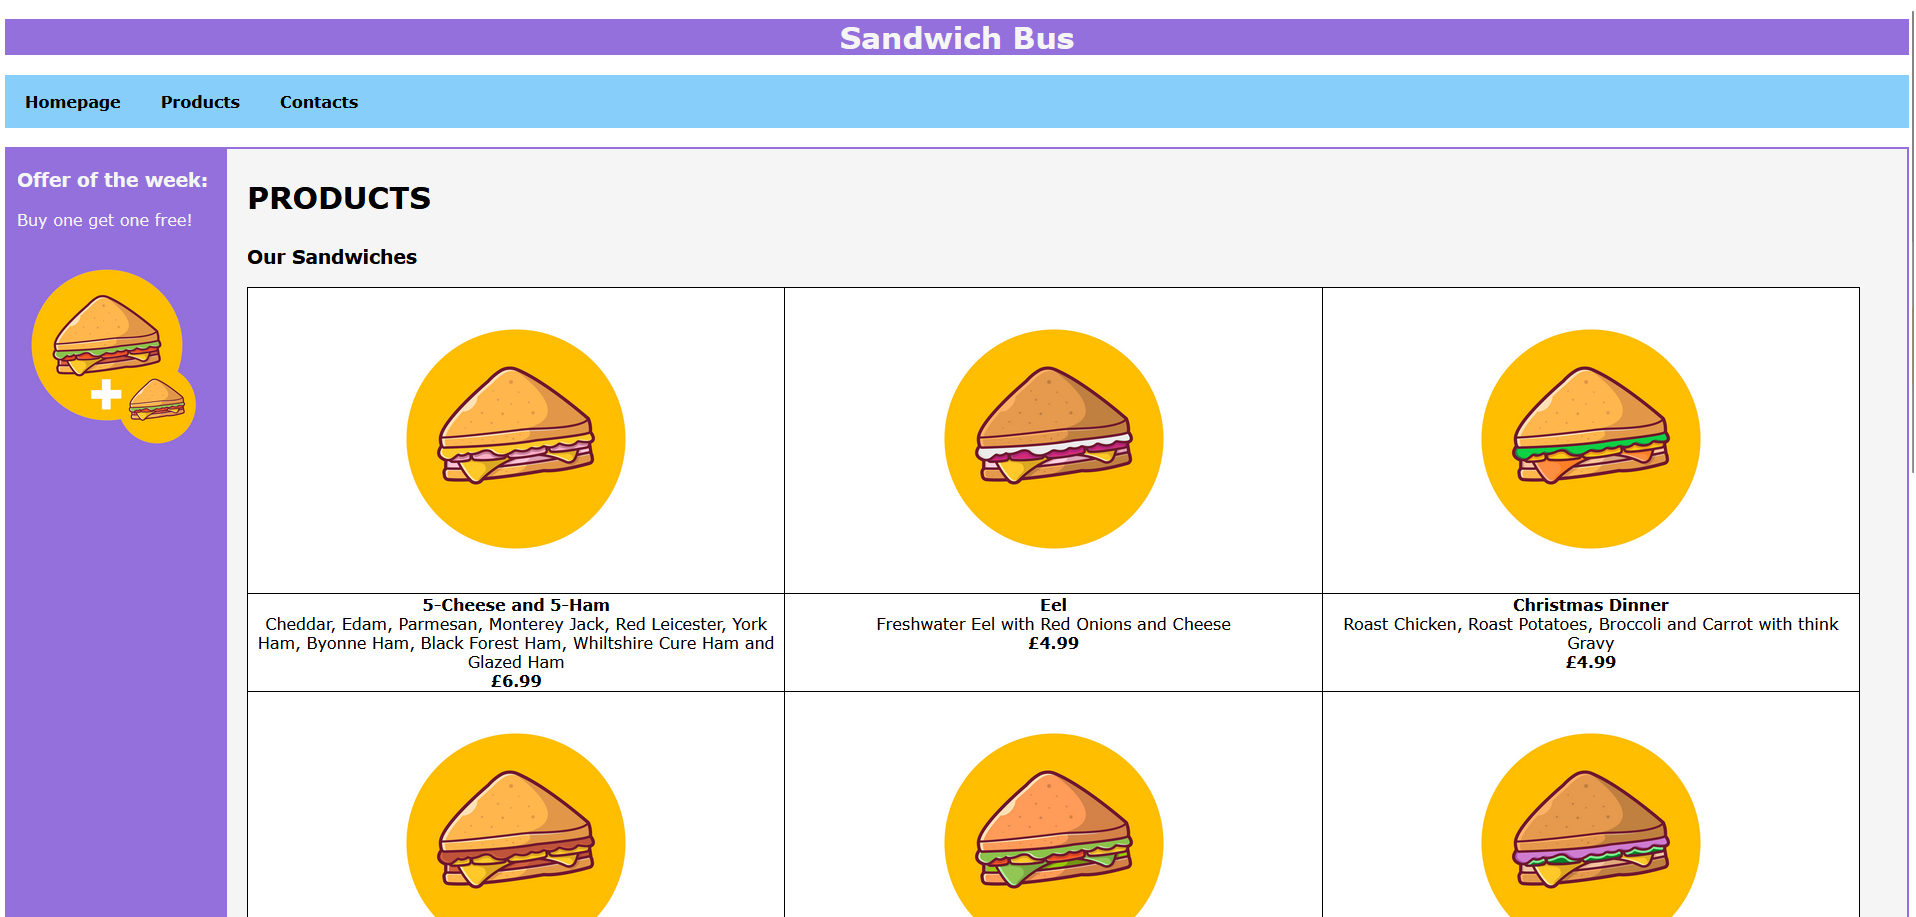 Sandwich Bus
Homepage Products Contacts
Offer of the week:
Buy one get one free!
PRODUCTS
Our Sandwiches
5-Cheese and 5-Ham
Cheddar, Edam, Parmesan, Monterey Jack, Red Leicester, York
Ham, Byonne Ham, Black Forest Ham, Whiltshire Cure Ham and
Glazed Ham
£6.99
Eel
Freshwater Eel with Red Onions and Cheese
£4.99
Christmas Dinner
Roast Chicken, Roast Potatoes, Broccoli and Carrot with think
Gravy
£4.99